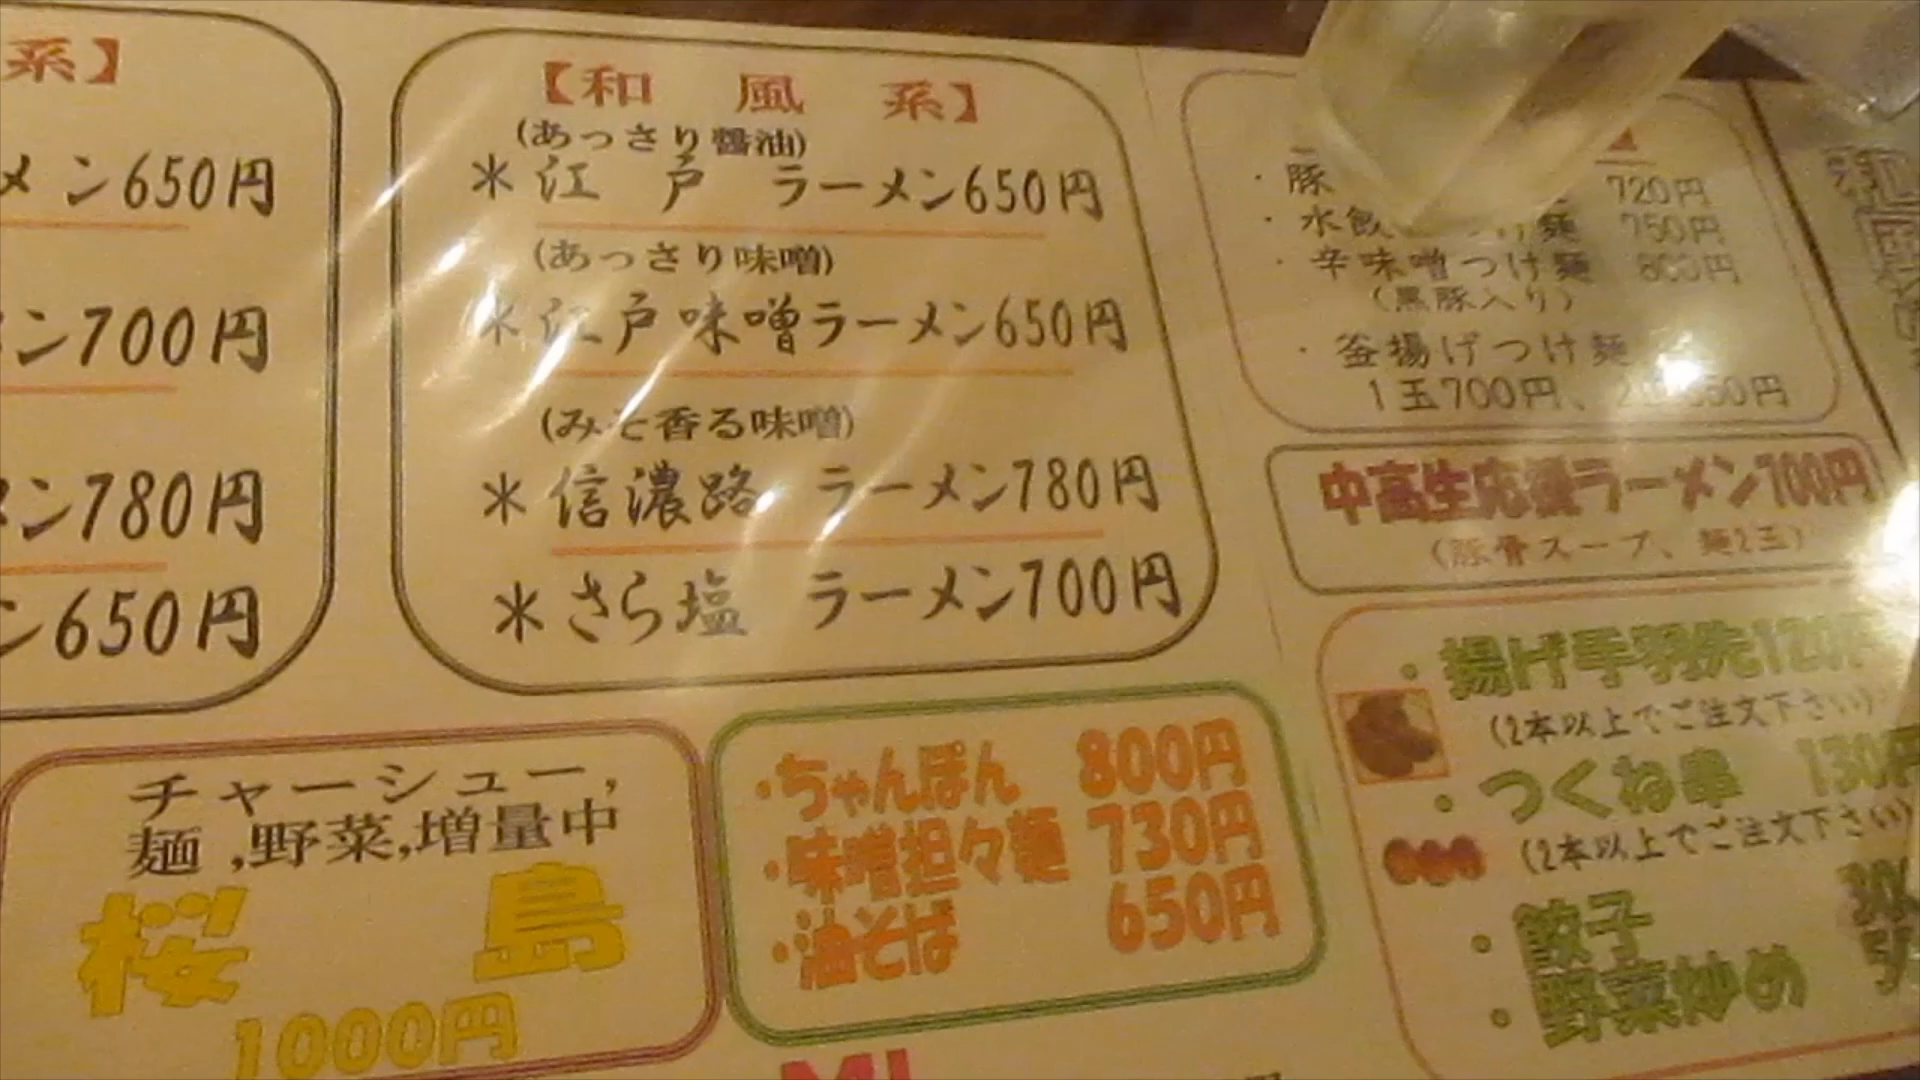 系】
メン650円
ン700円
ン780円
ン650円
【和風系】
(あっさり醤油)
＊江戸 ラーメン650円
(あっさり味噌)
＊江戸味噌ラーメン650円
(みそ香る味噌)
＊信濃路 ラーメン780円
＊さら塩 ラーメン700円
・豚 720円
・水餃 け麺 750円
・辛味噌つけ麺 800円
(黒豚入り)
・釜揚げつけ麺
1玉700円、 50円
中高生応援ラーメン700円
(豚骨スープ、麺2玉)
・揚げ手羽先120円
(2本以上でご注文下さい)
・つくね串 130円
(2本以上でご注文下さい)
・餃子
・野菜炒め
チャーシュー,
麺,野菜,増量中
桜島
1000円
・ちゃんぽん 800円
・味噌担々麺 730円
・油そば 650円